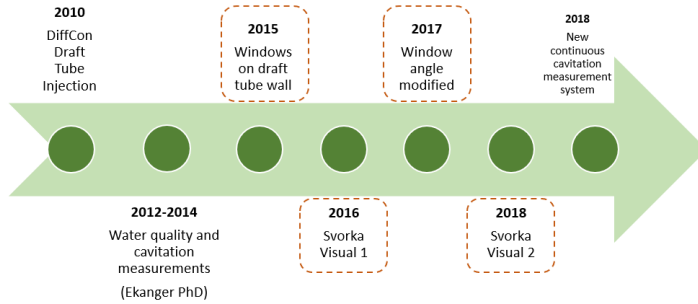 2010
DiffCon
Draft
Tube
Injection
2015
Windows
on draft
tube wall
2017
Window
angle
modified
2018
New
continuous
cavitation
measurement
system
2012-2014
Water quality and
cavitation
measurements
(Ekanger PhD)
2016
Svorka
Visual 1
2018
Svorka
Visual 2